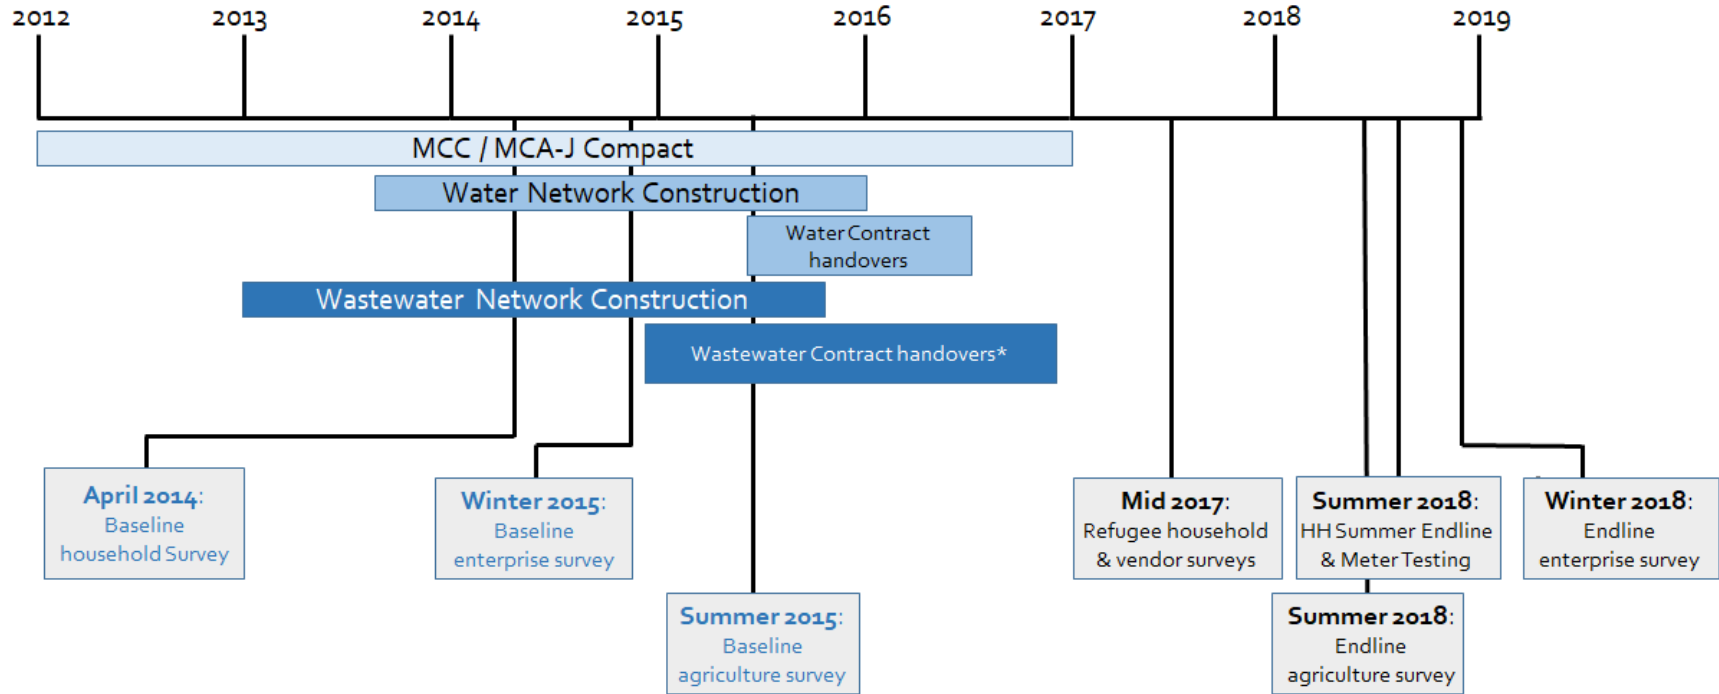 2012 2013 2014 2015 2016 2017 2018 2019
MCC / MCA-J Compact
Water Network Construction
Water Contract
handovers
Wastewater Network Construction
Wastewater Contract handovers*
April 2014:
Baseline
household Survey
Winter 2015:
Baseline
enterprise survey
Summer 2015:
Baseline
agriculture survey
Mid 2017:
Refugee household
& vendor surveys
Summer 2018:
HH Summer Endline
& Meter Testing
Summer 2018:
Endline
agriculture survey
Winter 2018:
Endline
enterprise survey